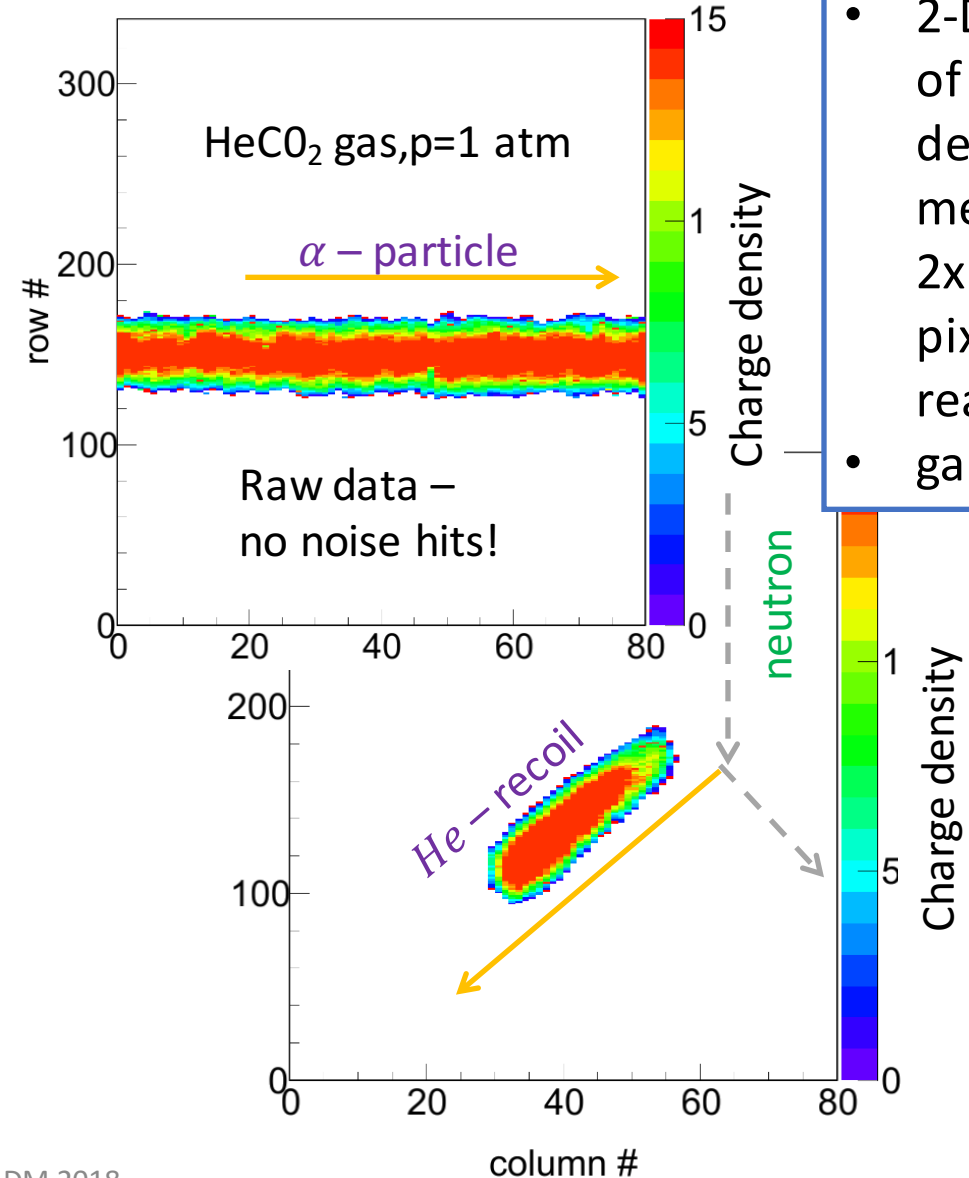 15
300
HeC0₂ gas,p=1 atm
1
200
α – particle
row #
Charge density
5
100
Raw data –
no noise hits!
0
0
0 20 40 60 80
• 2-D
of
de
me
2x
pix
rea
• ga
neutron
200
He – recoil
1
Charge density
5
100
0
0
0 20 40 60 80
column #
DM 2018